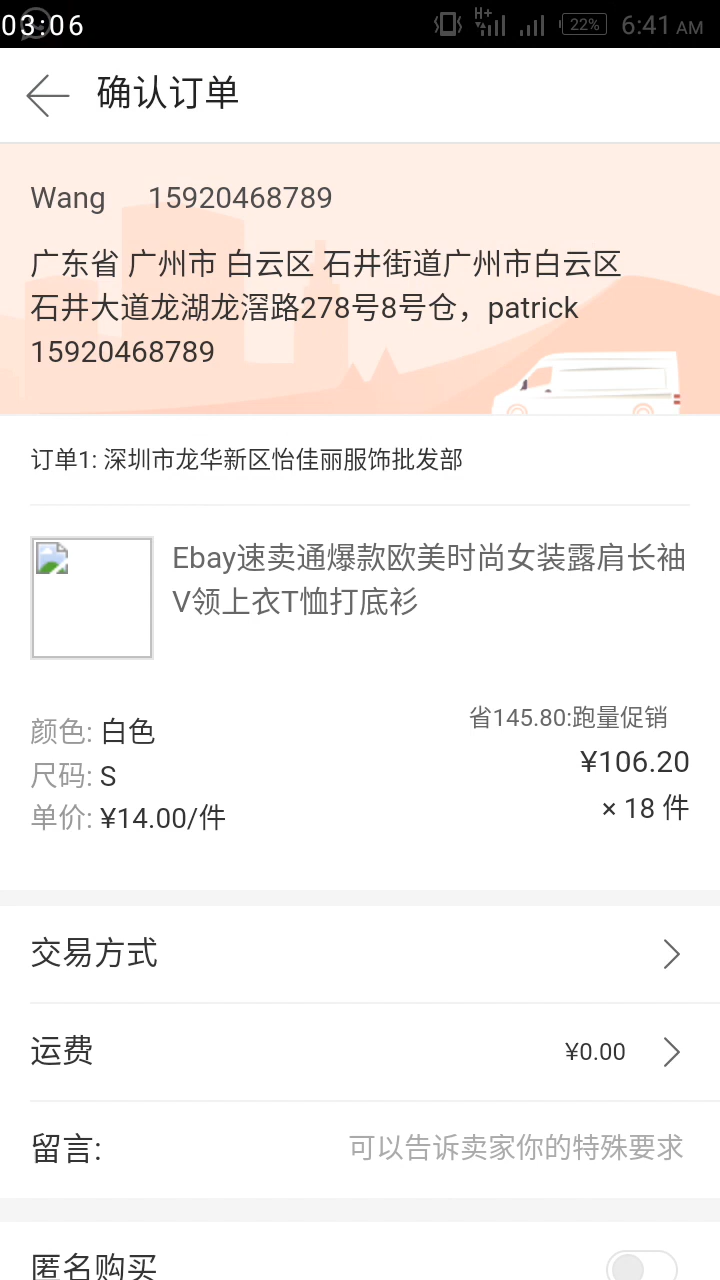 03:06 H+ 22% 6:41 AM
确认订单
Wang 15920468789
广东省 广州市 白云区 石井街道广州市白云区
石井大道龙湖龙滘路278号8号仓，patrick
15920468789
订单1: 深圳市龙华新区怡佳丽服饰批发部
Ebay速卖通爆款欧美时尚女装露肩长袖
V领上衣T恤打底衫
省145.80:跑量促销
颜色: 白色
¥106.20
尺码: S
× 18 件
单价: ¥14.00/件
交易方式
运费 ¥0.00
留言: 可以告诉卖家你的特殊要求
匿名购买